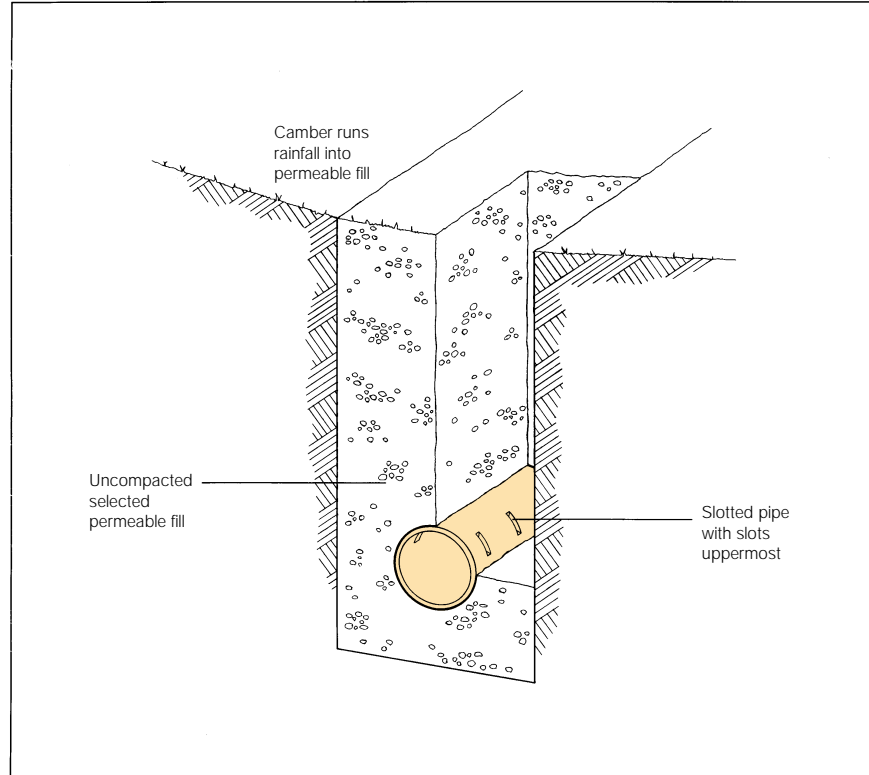 Camber runs
rainfall into
permeable fill
Uncompacted
selected
permeable fill
Slotted pipe
with slots
uppermost